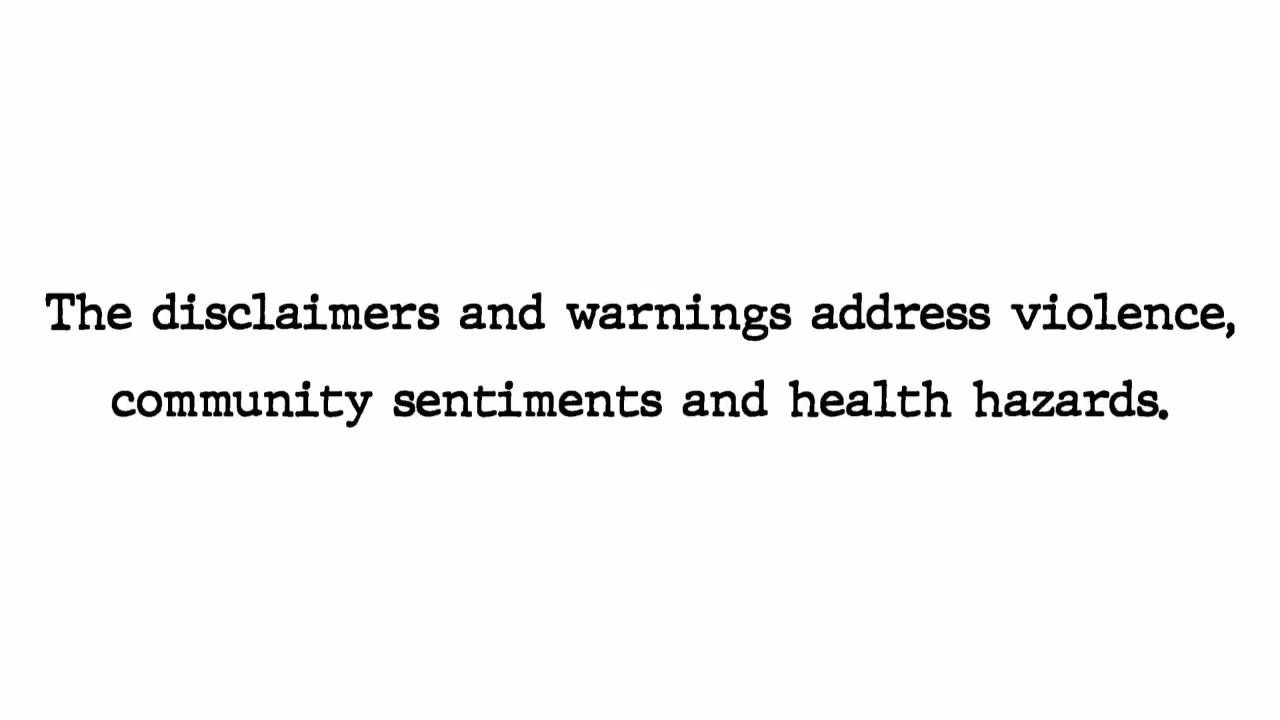 The disclaimers and warnings address violence,
community sentiments and health hazards.